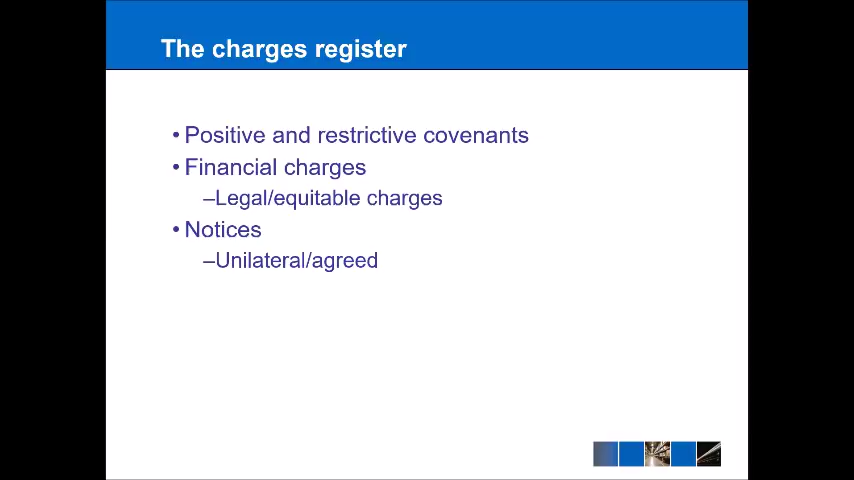 The charges register
• Positive and restrictive covenants
• Financial charges
–Legal/equitable charges
• Notices
–Unilateral/agreed